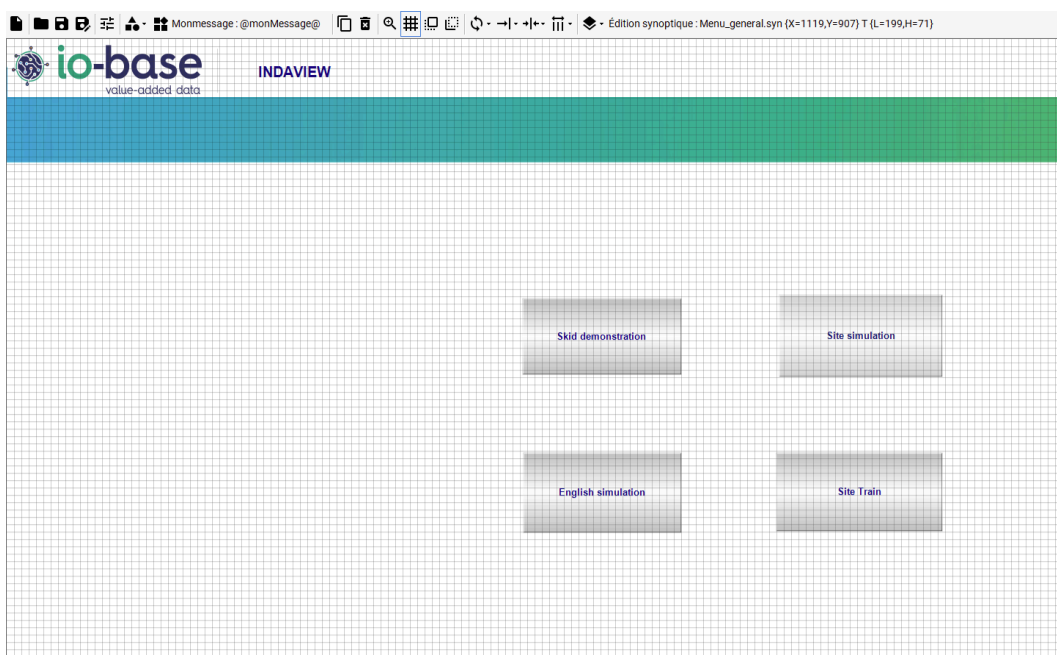 Monmessage : @monMessage@ Édition synoptique : Menu_general.syn {X=1119,Y=907} T {L=199,H=71}
io-base
value-added data
INDAVIEW
Skid demonstration
Site simulation
English simulation
Site Train